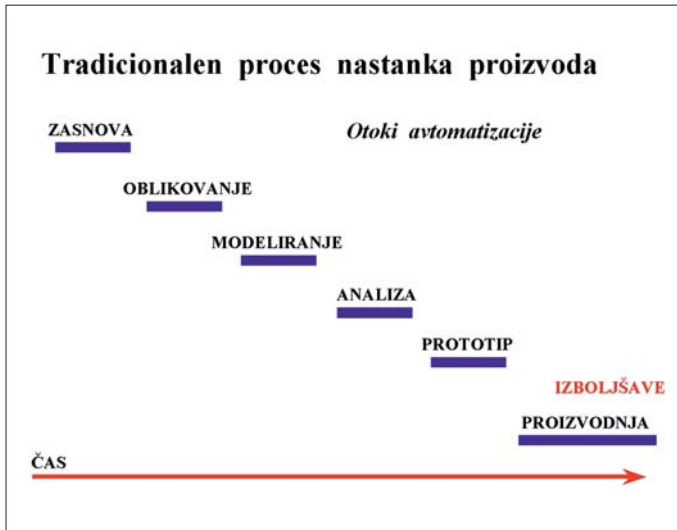 Tradicionalen proces nastanka proizvoda
ZASNOVA
Otoki avtomatizacije
OBLIKOVANJE
MODELIRANJE
ANALIZA
PROTOTIP
IZBOLJŠAVE
PROIZVODNJA
ČAS